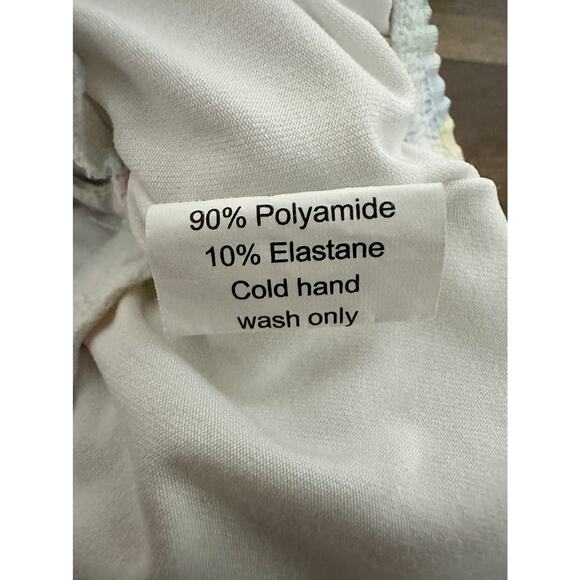 90% Polyamide
10% Elastane
Cold hand
wash only